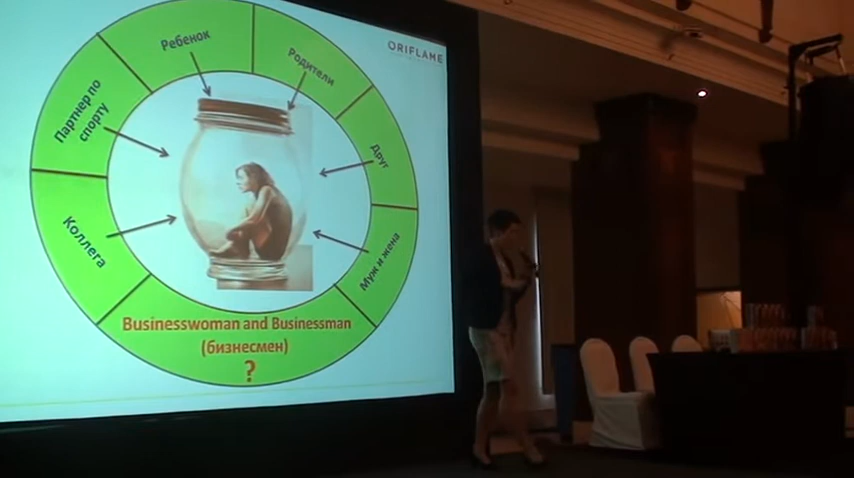 ORIFLAME
Ребенок
Родители
Партнер по
спорту
Друг
Коллега
Муж и жена
Businesswoman and Businessman
(бизнесмен)
?